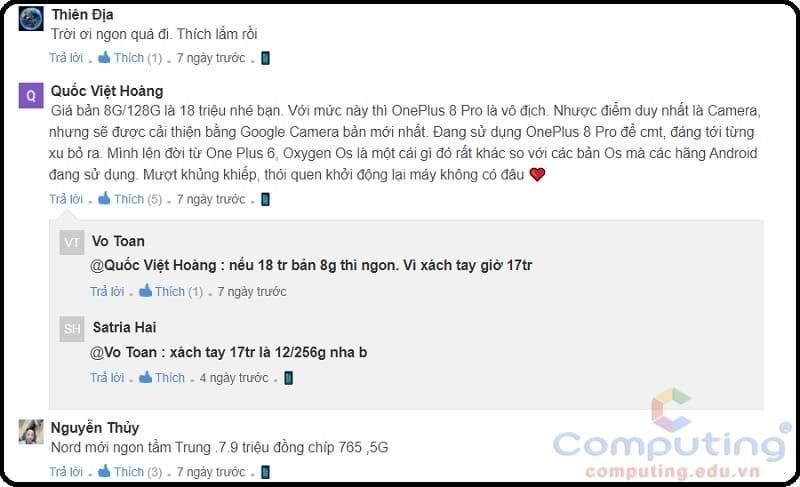 Thiên Địa
Trời ơi ngon quá đi. Thích lắm rồi
Trả lời . Thích (1) . 7 ngày trước .
Q
Quốc Việt Hoàng
Giá bản 8G/128G là 18 triệu nhé bạn. Với mức này thì OnePlus 8 Pro là vô địch. Nhược điểm duy nhất là Camera,
nhưng sẽ được cải thiện bằng Google Camera bản mới nhất. Đang sử dụng OnePlus 8 Pro để cmt, đáng tới từng
xu bỏ ra. Mình lên đời từ One Plus 6, Oxygen Os là một cái gì đó rất khác so với các bản Os mà các hãng Android
đang sử dụng. Mượt khủng khiếp, thói quen khởi động lại máy không có đâu
Trả lời . Thích (5) . 7 ngày trước .
VT
Vo Toan
@Quốc Việt Hoàng : nếu 18 tr bản 8g thì ngon. Vì xách tay giờ 17tr
Trả lời . Thích (1) . 7 ngày trước
SH
Satria Hai
@Vo Toan : xách tay 17tr là 12/256g nha b
Trả lời . Thích . 4 ngày trước .
Nguyễn Thủy
Nord mới ngon tầm Trung .7.9 triệu đồng chíp 765 ,5G
Trả lời . Thích (3) . 7 ngày trước .
Computing®
computing.edu.vn